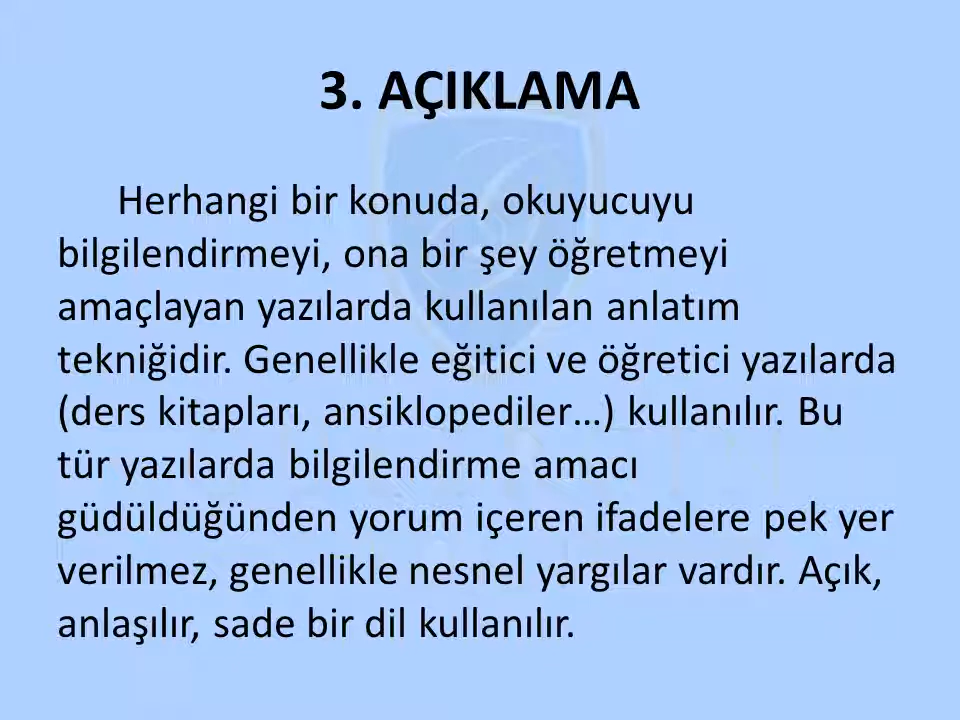 3. AÇIKLAMA
Herhangi bir konuda, okuyucuyu
bilgilendirmeyi, ona bir şey öğretmeyi
amaçlayan yazılarda kullanılan anlatım
tekniğidir. Genellikle eğitici ve öğretici yazılarda
(ders kitapları, ansiklopediler…) kullanılır. Bu
tür yazılarda bilgilendirme amacı
güdüldüğünden yorum içeren ifadelere pek yer
verilmez, genellikle nesnel yargılar vardır. Açık,
anlaşılır, sade bir dil kullanılır.